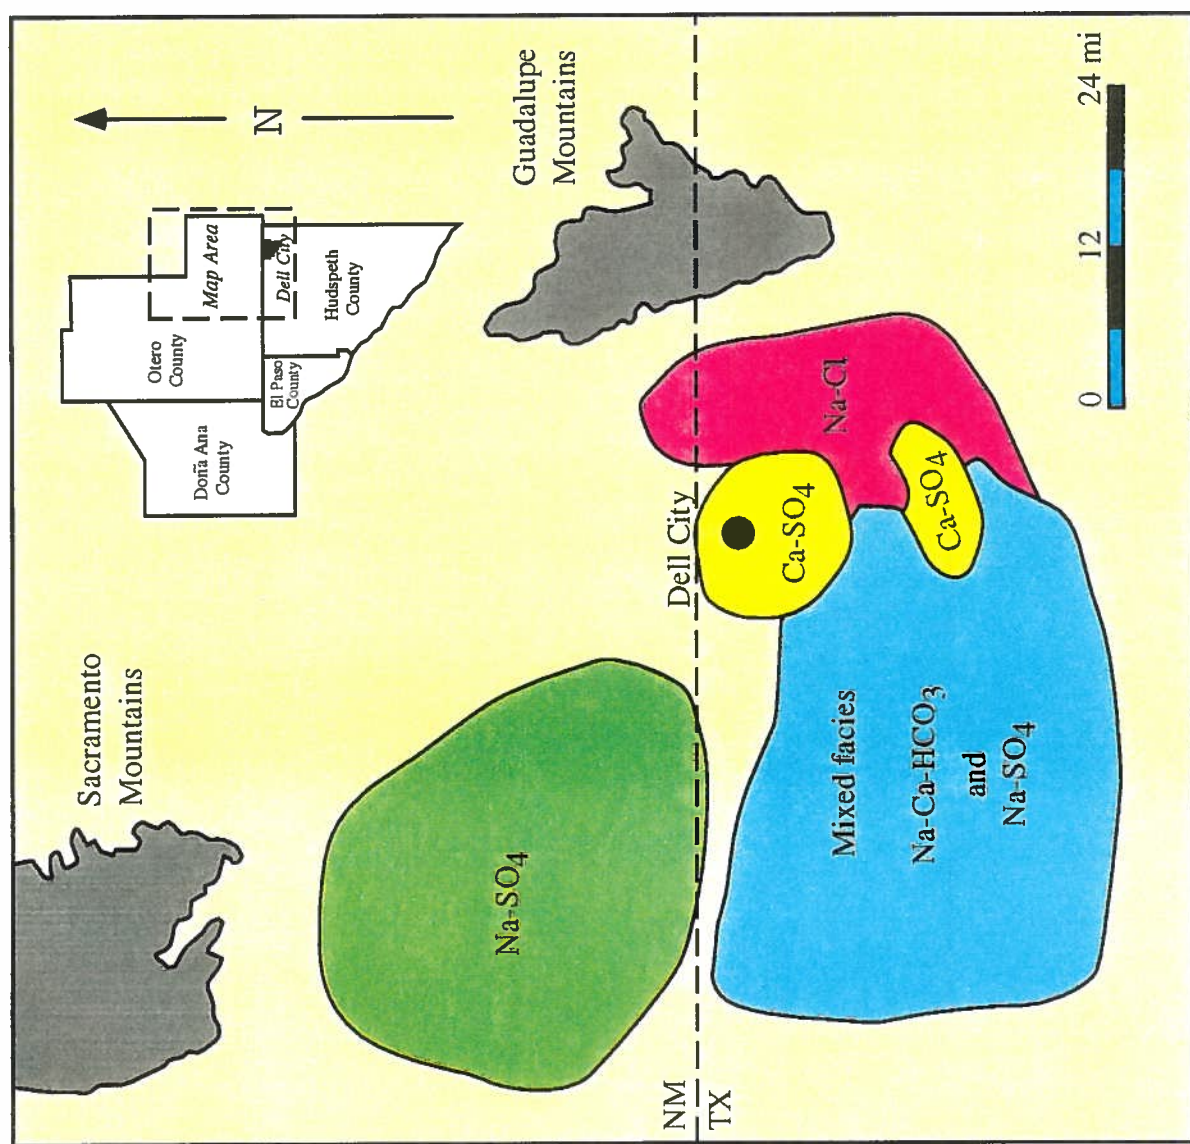 Sacramento
Mountains
Doña Ana
County
Otero
County
El Paso
County
Map Area
Dell City
Hudspeth
County
N
Guadalupe
Mountains
Na-SO4
NM
TX
Dell City
Ca-SO4
Na-Cl
Ca-SO4
Mixed facies
Na-Ca-HCO3
and
Na-SO4
0 12 24 mi